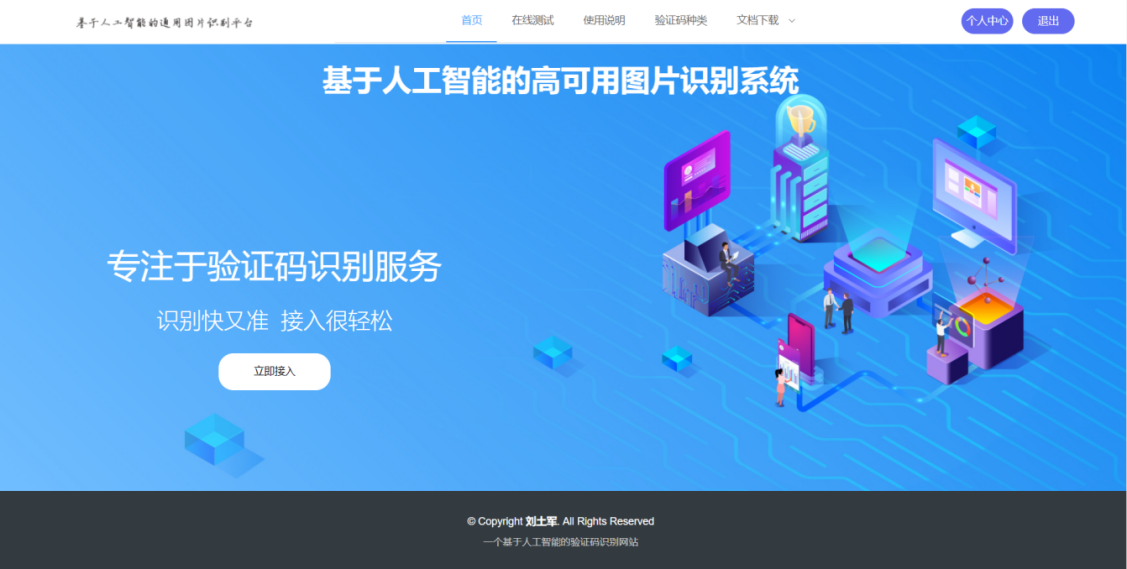 基于人工智能的通用图片识别平台
首页 在线测试 使用说明 验证码种类 文档下载
个人中心 退出
基于人工智能的高可用图片识别系统
专注于验证码识别服务
识别快又准 接入很轻松
立即接入
© Copyright 刘土军. All Rights Reserved
一个基于人工智能的验证码识别网站